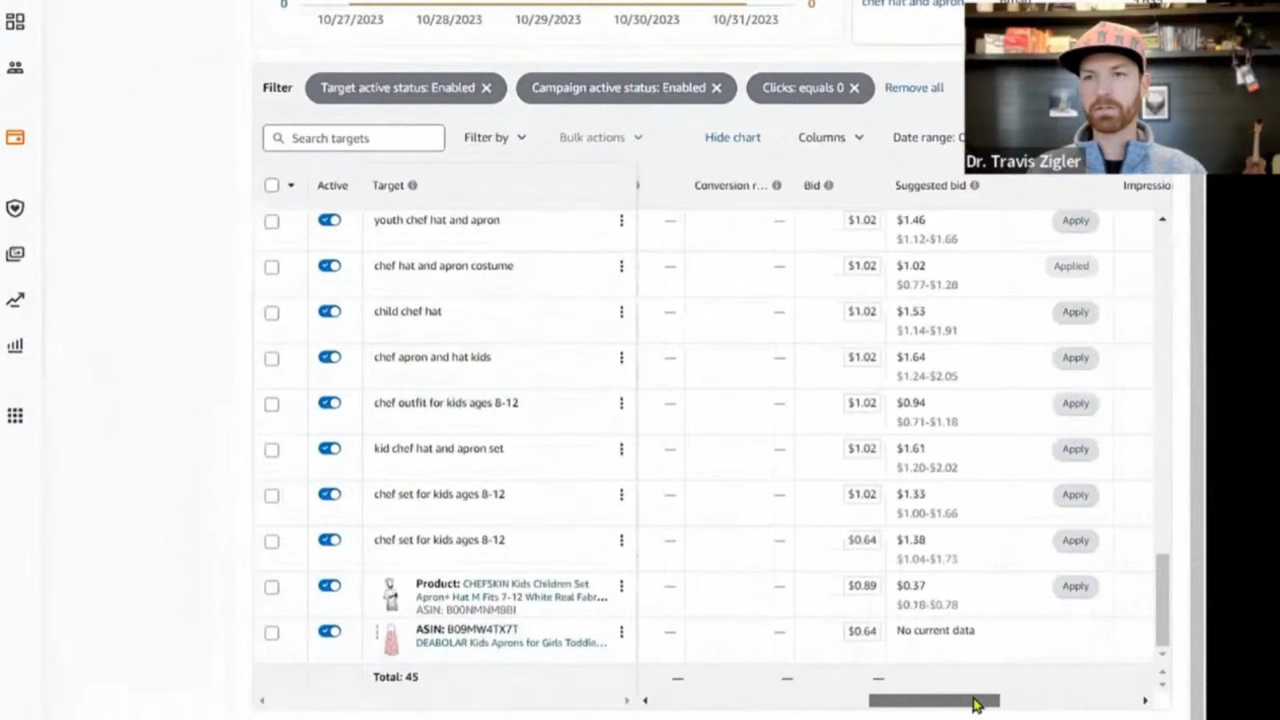 0
0
10/27/2023
10/28/2023
10/29/2023
10/30/2023
10/31/2023
chef hat and apron
Filter
Target active status: Enabled
Campaign active status: Enabled
Clicks: equals 0
Remove all
Search targets
Filter by
Bulk actions
Hide chart
Columns
Date range:
Dr. Travis Zigler
Active
Target
Conversion r...
Bid
Suggested bid
Impressio
youth chef hat and apron — — $1.02 $1.46 Apply
$1.12-$1.66
chef hat and apron costume — — $1.02 $1.02 Applied
$0.77-$1.28
child chef hat — — $1.02 $1.53 Apply
$1.14-$1.91
chef apron and hat kids — — $1.02 $1.64 Apply
$1.24-$2.05
chef outfit for kids ages 8-12 — — $1.02 $0.94 Apply
$0.71-$1.18
kid chef hat and apron set — — $1.02 $1.61 Apply
$1.20-$2.02
chef set for kids ages 8-12 — — $1.02 $1.33 Apply
$1.00-$1.66
chef set for kids ages 8-12 — — $0.64 $1.38 Apply
$1.04-$1.73
Product: CHEFSKIN Kids Children Set — — $0.89 $0.37 Apply
Apron+ Hat M Fits 7-12 White Real Fabr... $0.18-$0.78
ASIN: B00NMNMBBI
ASIN: B09MW4TX7T — — $0.64 No current data
DEABOLAR Kids Aprons for Girls Toddle...
Total: 45 — — —